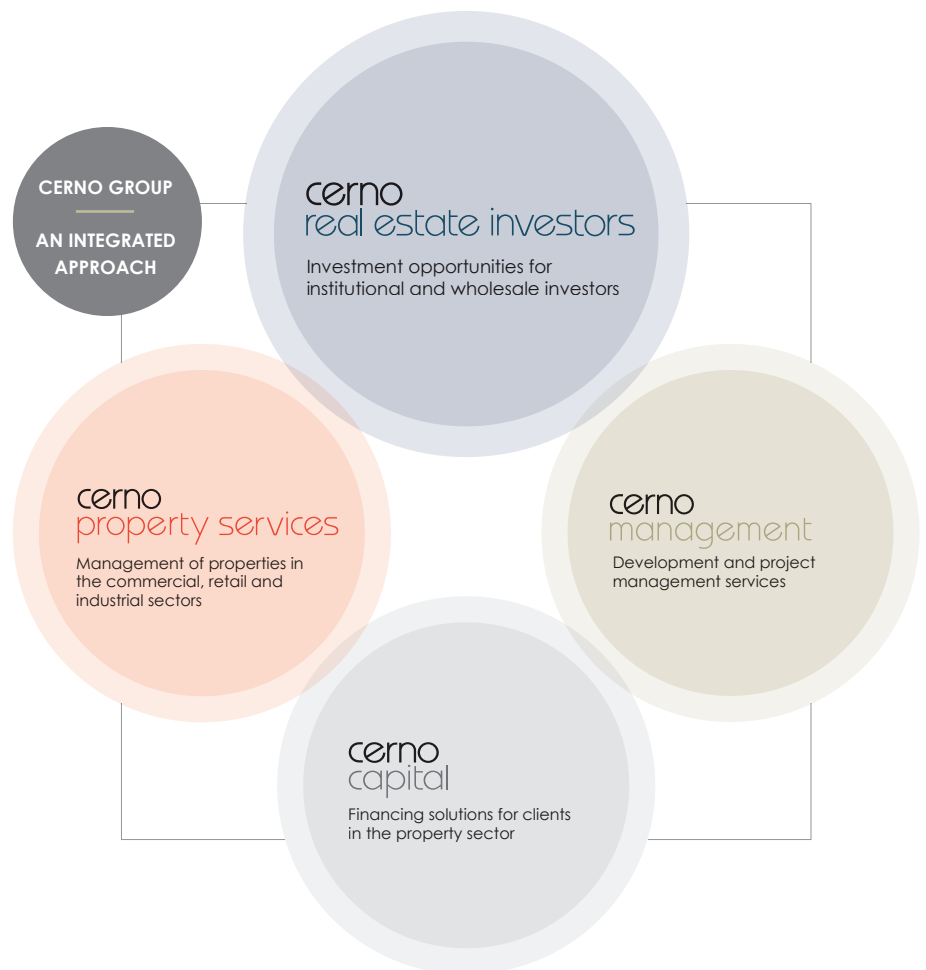 CERNO GROUP
AN INTEGRATED
APPROACH
cerno
real estate investors
Investment opportunities for
institutional and wholesale investors
cerno
property services
Management of properties in
the commercial, retail and
industrial sectors
cerno
management
Development and project
management services
cerno
capital
Financing solutions for clients
in the property sector